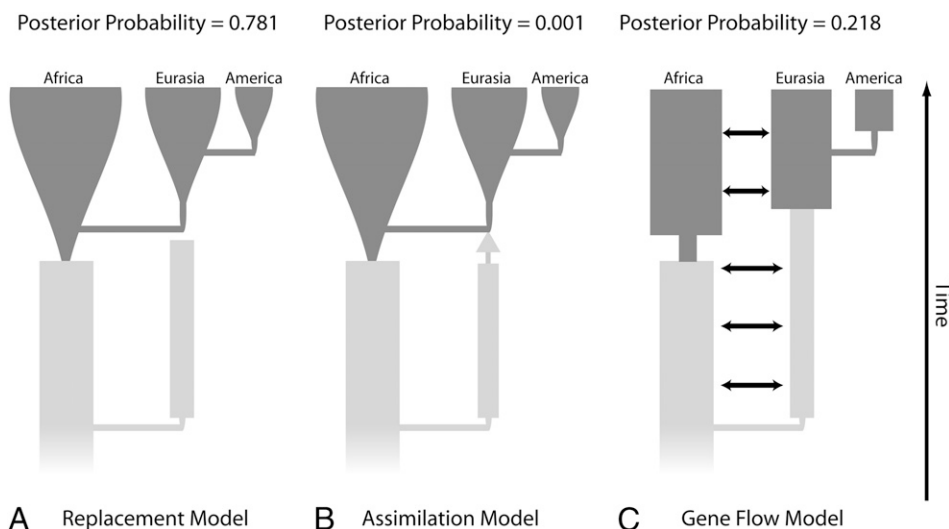 Posterior Probability = 0.781 Posterior Probability = 0.001 Posterior Probability = 0.218
Africa Eurasia America Africa Eurasia America Africa Eurasia America
Time
A Replacement Model B Assimilation Model C Gene Flow Model